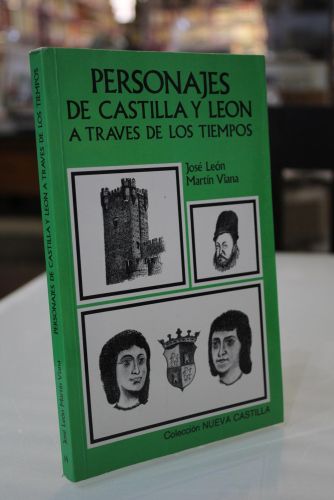 PERSONAJES
DE CASTILLA Y LEON
A TRAVES DE LOS TIEMPOS
José León
Martín Viana
Colección NUEVA CASTILLA
PERSONAJES DE CASTILLA Y LEON A TRAVES DE LOS TIEMPOS
José León Martín Viana